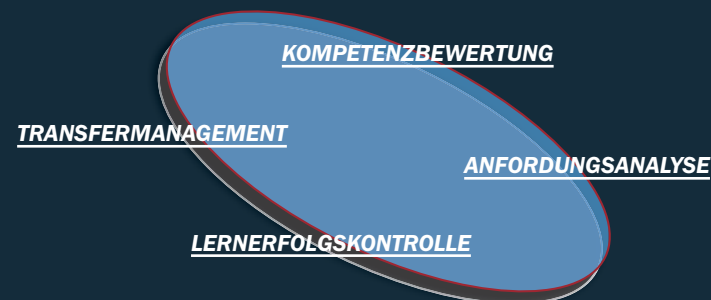 KOMPETENZBEWERTUNG
TRANSFERMANAGEMENT
ANFORDUNGSANALYSE
LERNERFOLGSKONTROLLE